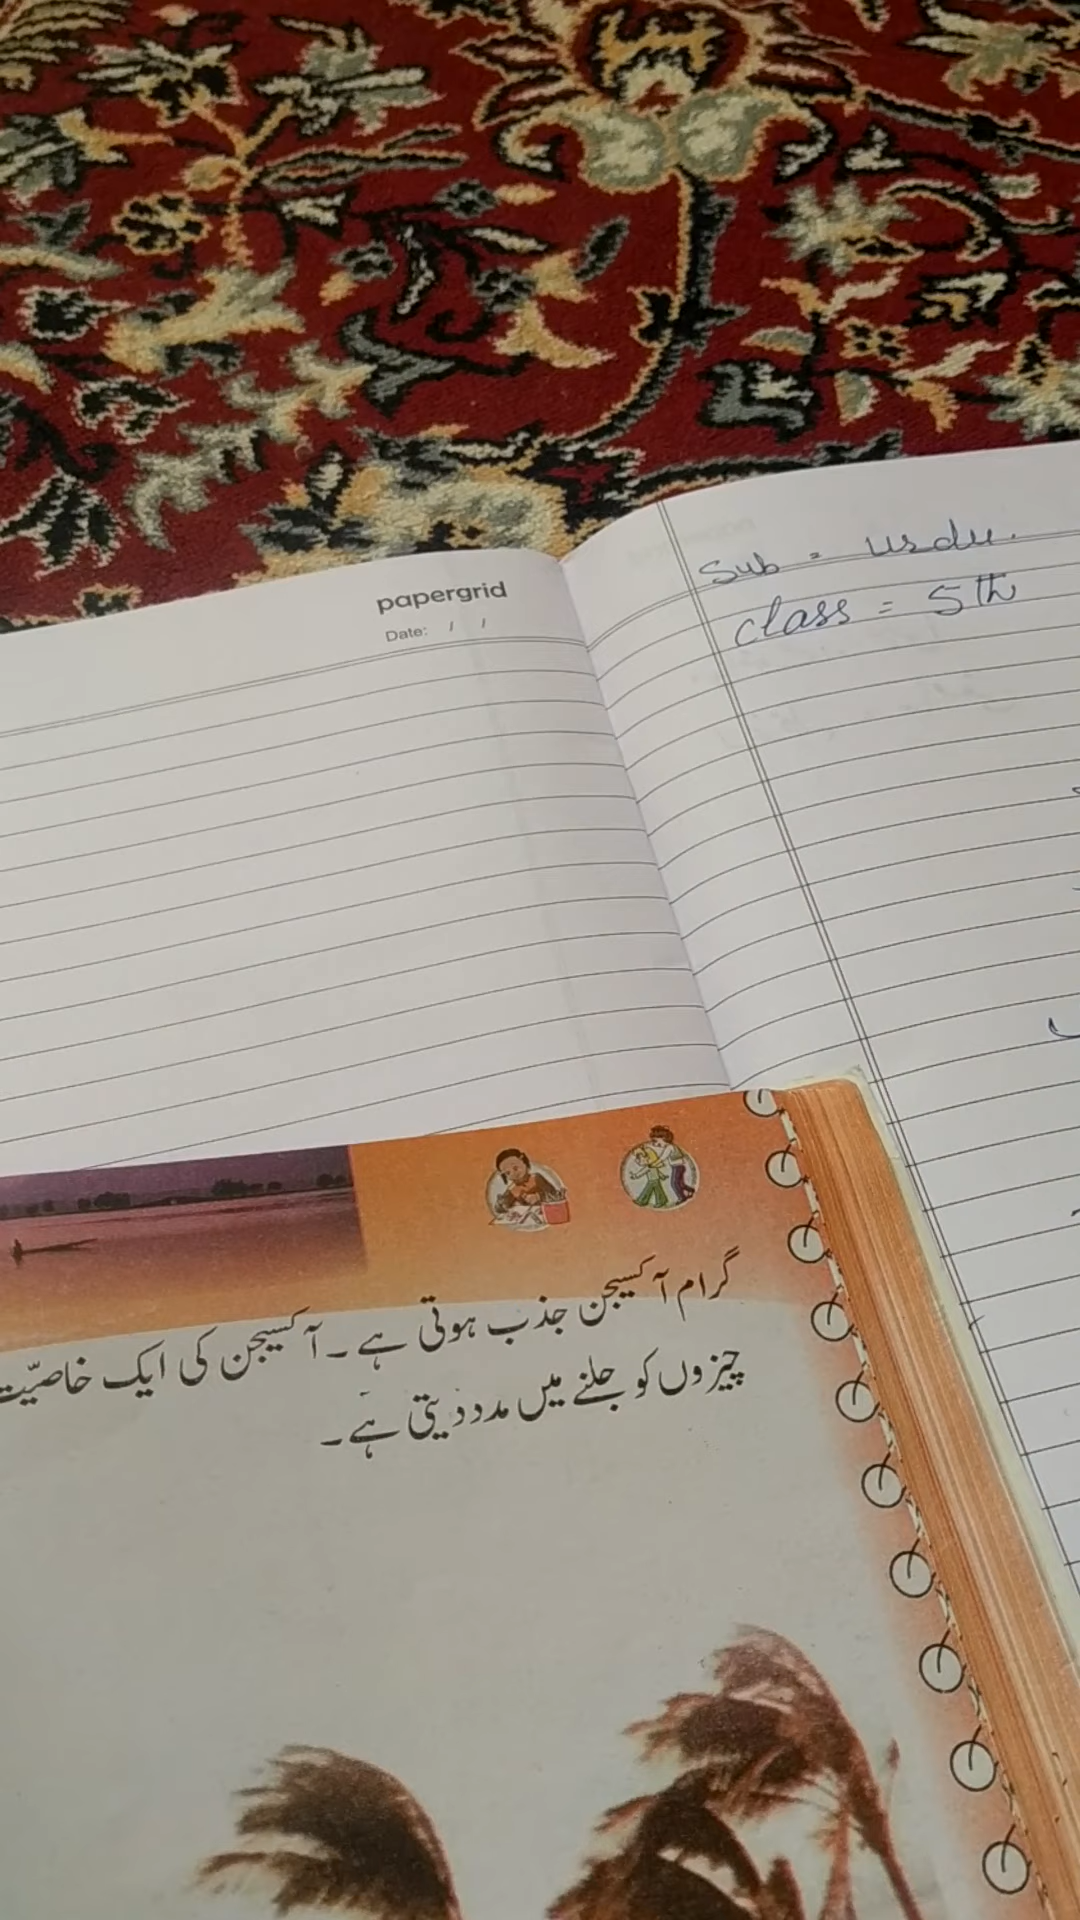 papergrid
Date: / /
Sub = Urdu.
class = 5th
گرام آکسیجن جذب ہوتی ہے۔ آکسیجن کی ایک خاصیّت
چیزوں کو جلنے میں مدد دیتی ہے۔